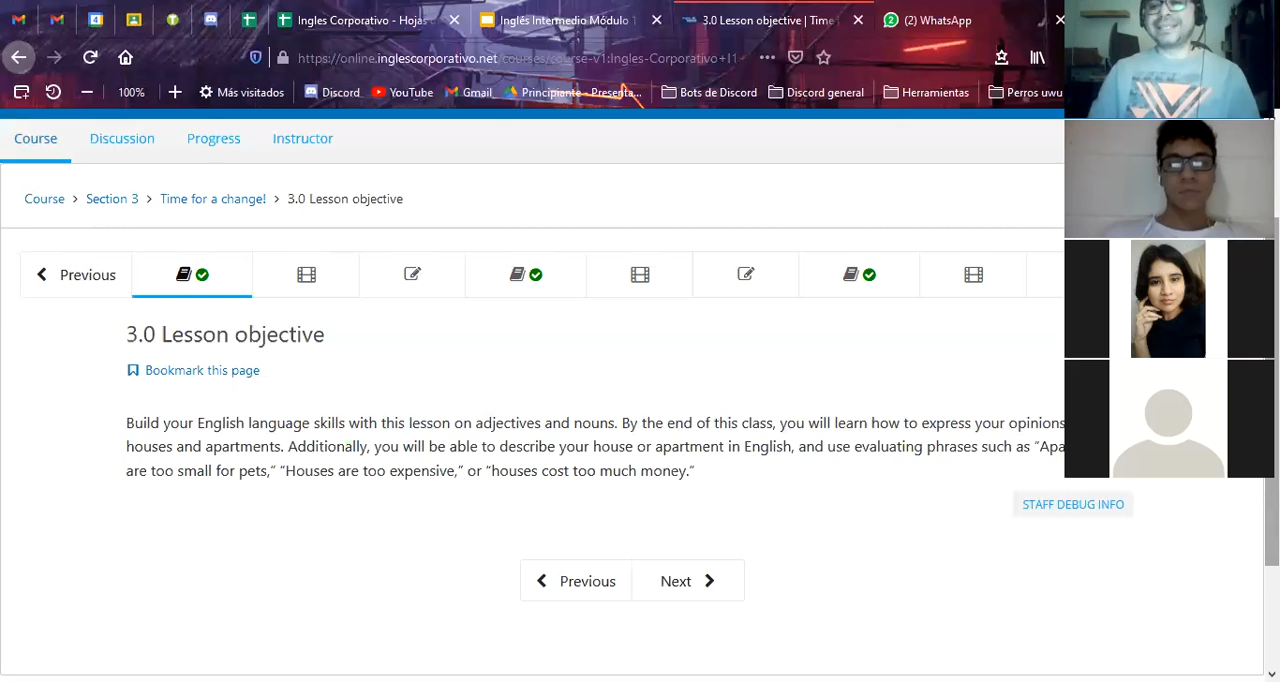 Ingles Corporativo - Hojas
Inglés Intermedio Módulo 1
3.0 Lesson objective | Time
(2) WhatsApp
https://online.inglescorporativo.net/courses/course-v1:Ingles-Corporativo+I1
100%
Más visitados
Discord
YouTube
Gmail
Principiante - Presenta...
Bots de Discord
Discord general
Herramientas
Perros uwu
Course
Discussion
Progress
Instructor
Course > Section 3 > Time for a change! > 3.0 Lesson objective
Previous
3.0 Lesson objective
Bookmark this page
Build your English language skills with this lesson on adjectives and nouns. By the end of this class, you will learn how to express your opinions
houses and apartments. Additionally, you will be able to describe your house or apartment in English, and use evaluating phrases such as “Apa
are too small for pets,” “Houses are too expensive,” or “houses cost too much money.”
STAFF DEBUG INFO
Previous
Next